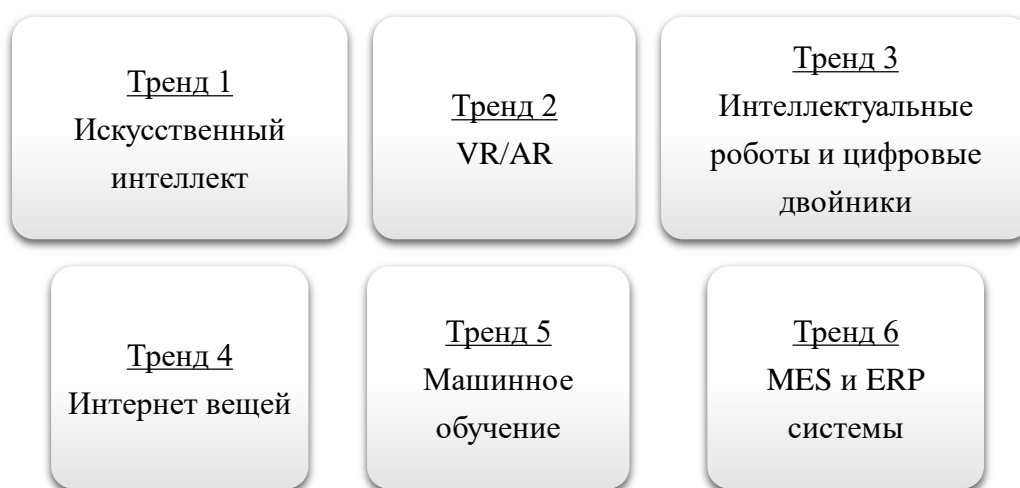 Тренд 1
Искусственный
интеллект
Тренд 2
VR/AR
Тренд 3
Интеллектуальные
роботы и цифровые
двойники
Тренд 4
Интернет вещей
Тренд 5
Машинное
обучение
Тренд 6
MES и ERP
системы